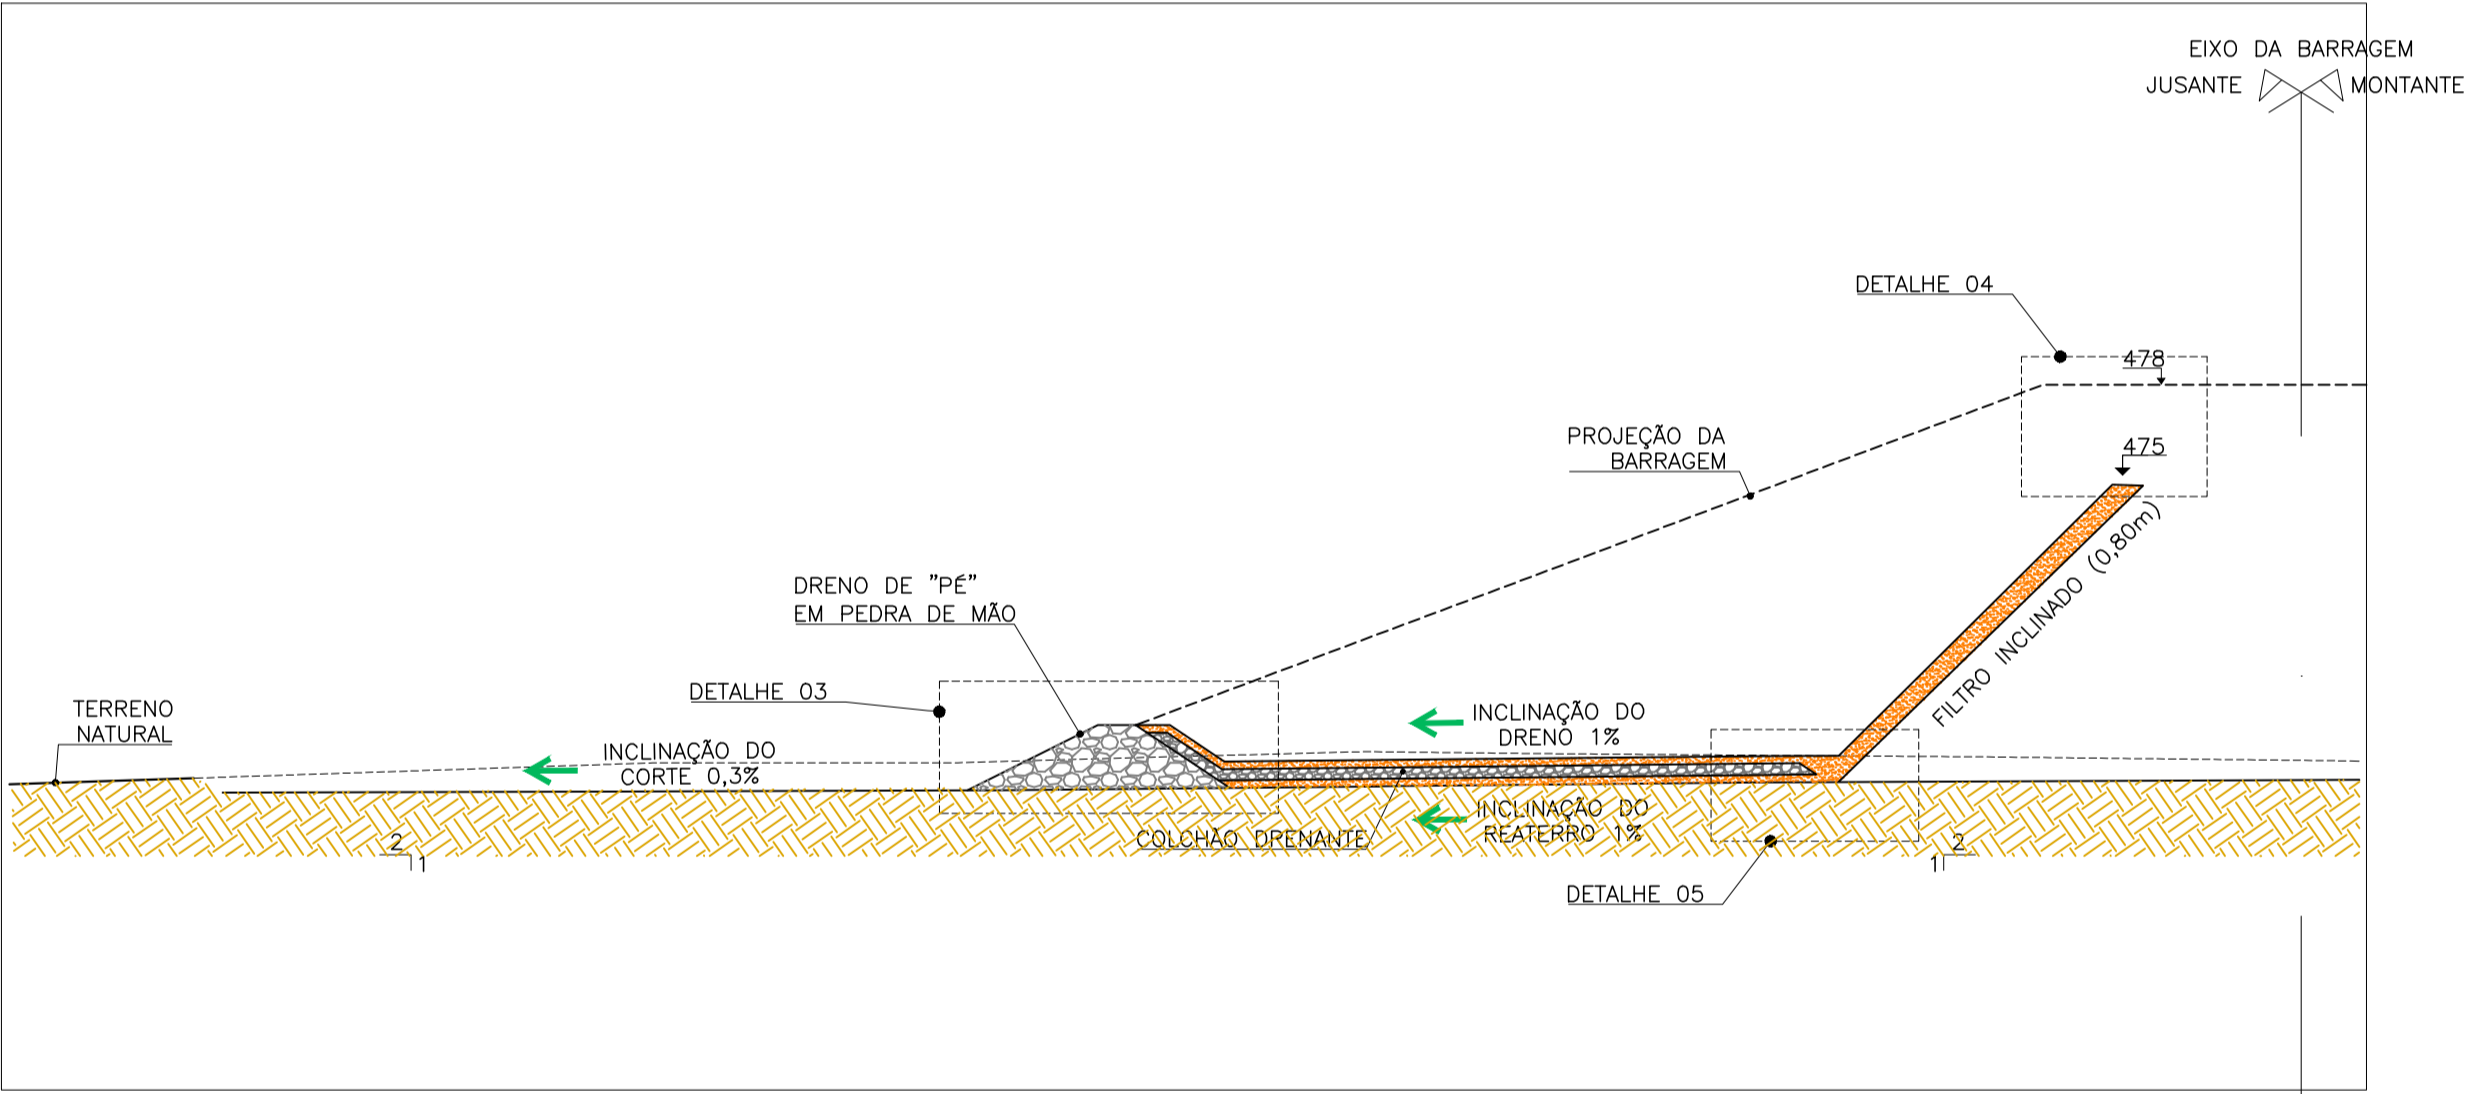 EIXO DA BARRAGEM
JUSANTE
MONTANTE
DETALHE 04
478
475
PROJEÇÃO DA
BARRAGEM
FILTRO INCLINADO (0,80m)
DRENO DE "PÉ"
EM PEDRA DE MÃO
DETALHE 03
TERRENO
NATURAL
INCLINAÇÃO DO
CORTE 0,3%
INCLINAÇÃO DO
DRENO 1%
INCLINAÇÃO DO
REATERRO 1%
COLCHÃO DRENANTE
2
1
2
1
DETALHE 05